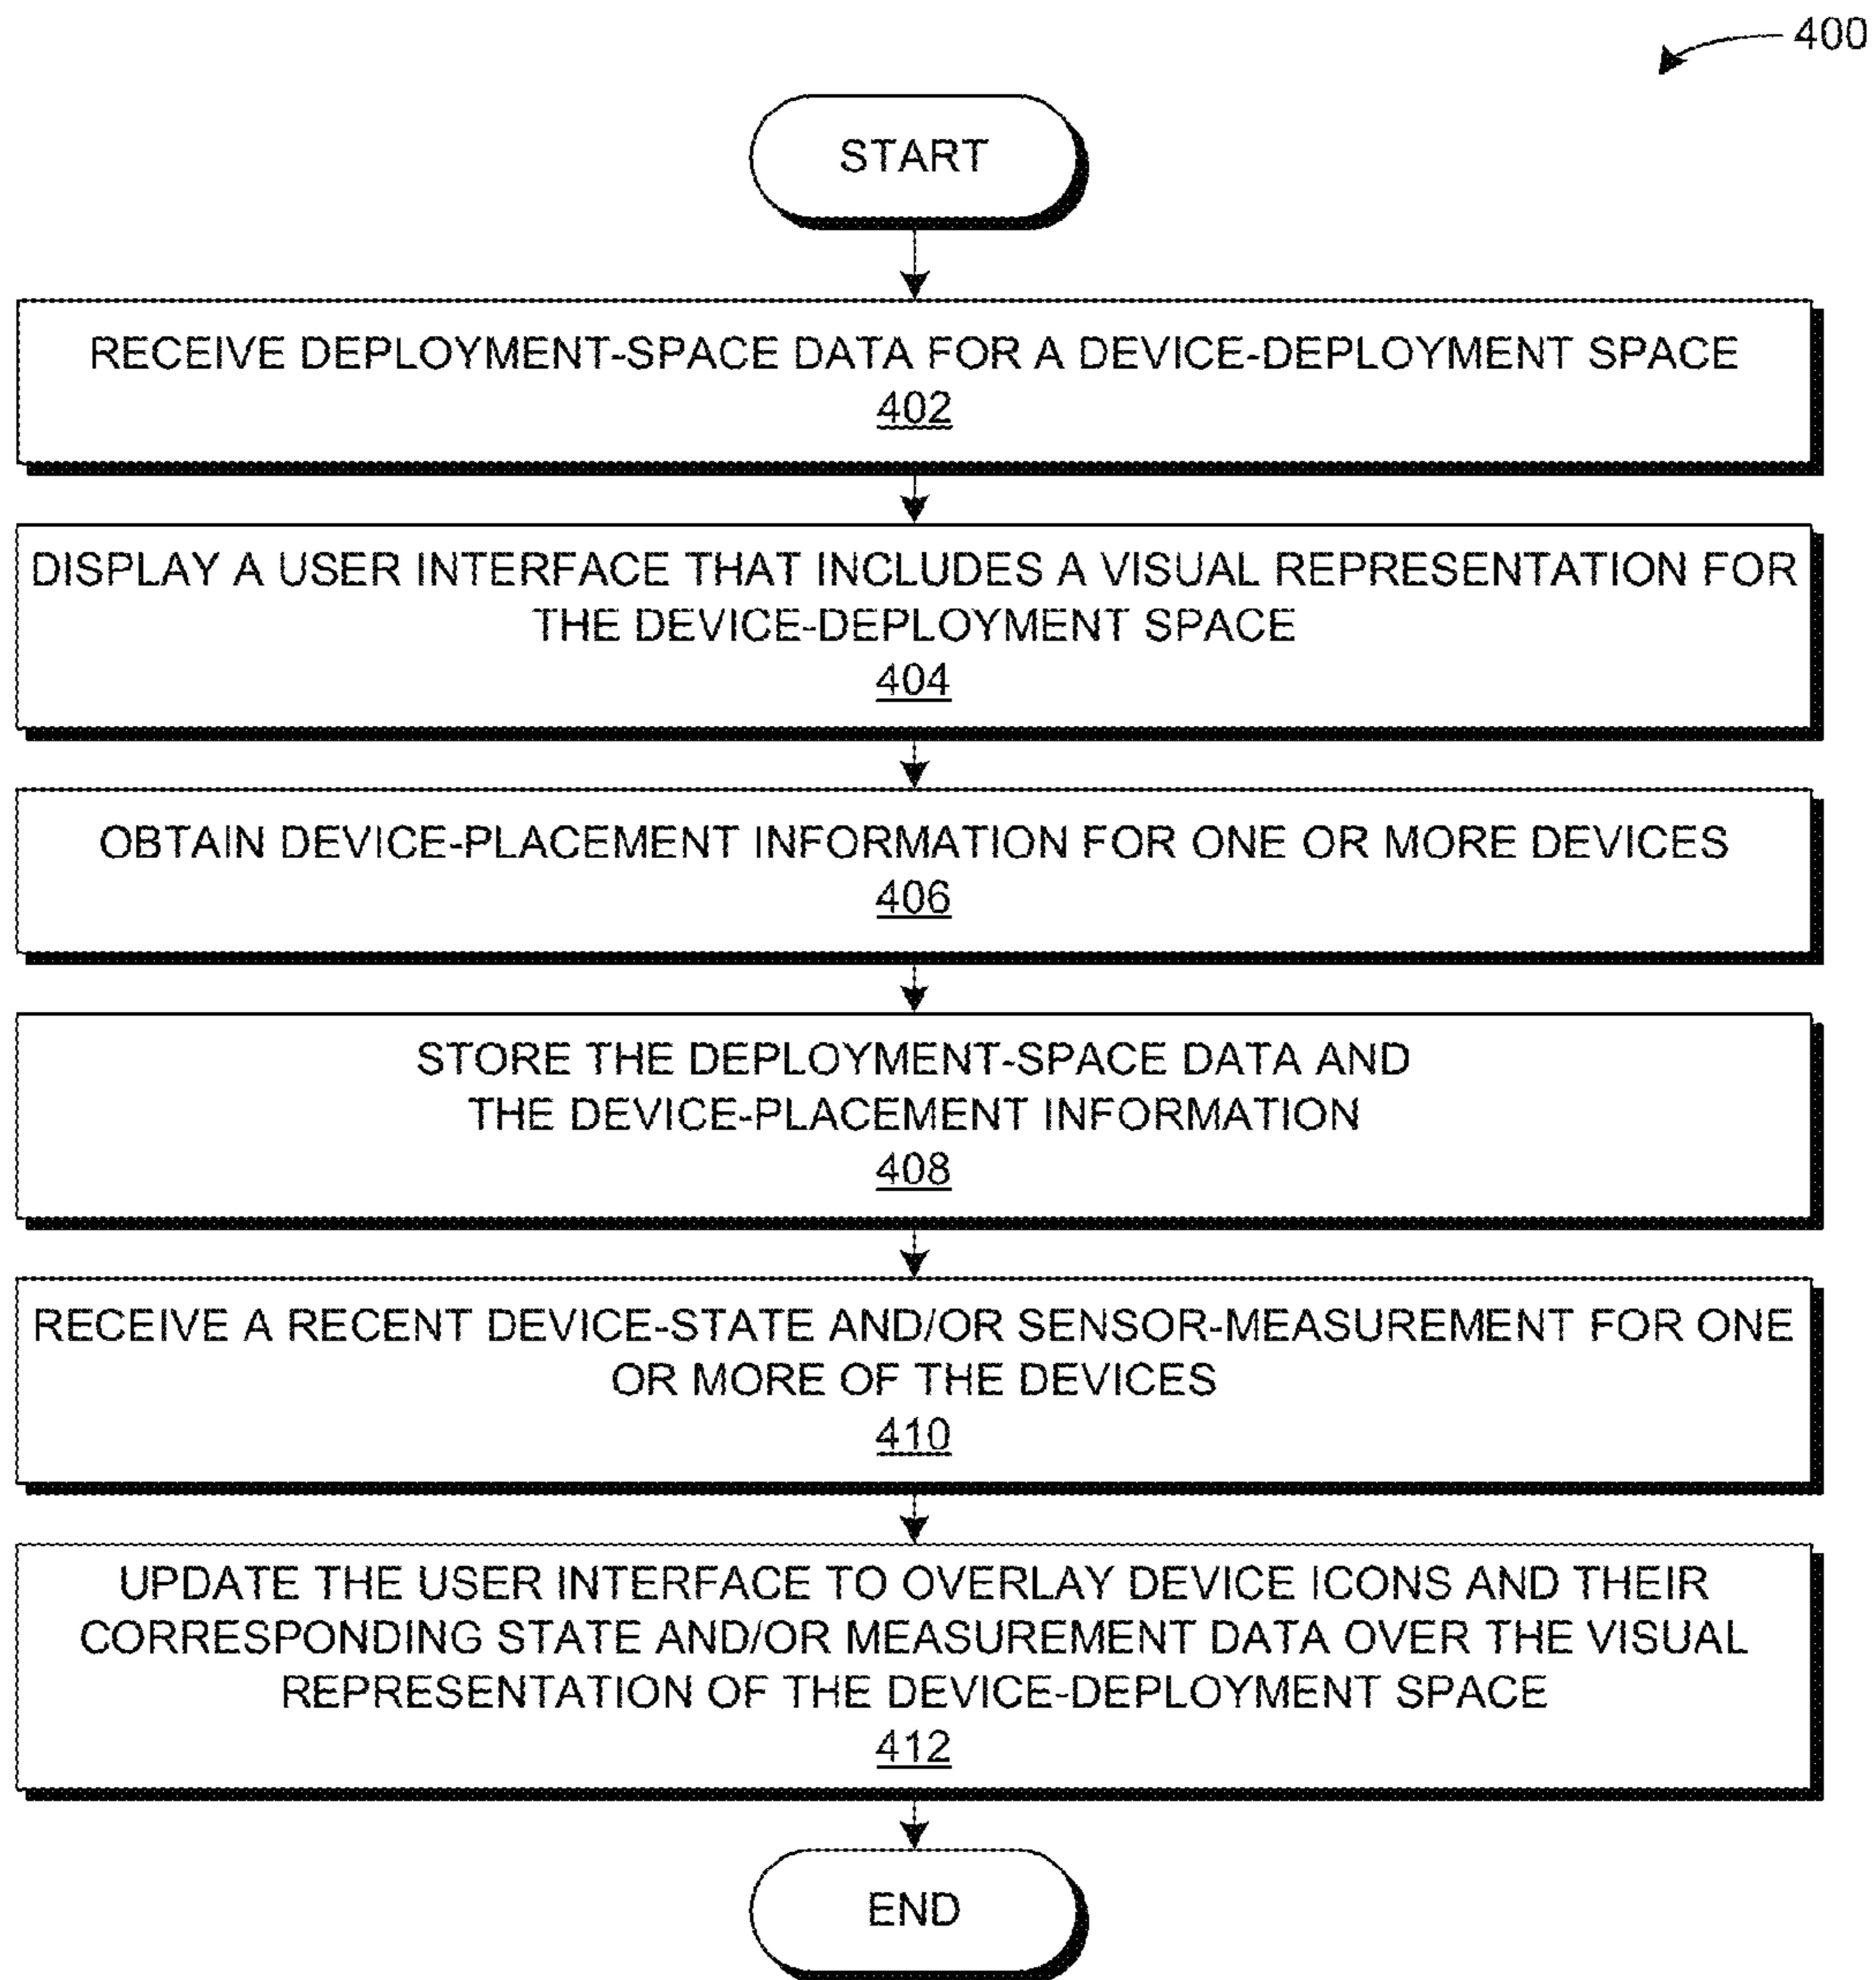 400
START
RECEIVE DEPLOYMENT-SPACE DATA FOR A DEVICE-DEPLOYMENT SPACE
402
DISPLAY A USER INTERFACE THAT INCLUDES A VISUAL REPRESENTATION FOR
THE DEVICE-DEPLOYMENT SPACE
404
OBTAIN DEVICE-PLACEMENT INFORMATION FOR ONE OR MORE DEVICES
406
STORE THE DEPLOYMENT-SPACE DATA AND
THE DEVICE-PLACEMENT INFORMATION
408
RECEIVE A RECENT DEVICE-STATE AND/OR SENSOR-MEASUREMENT FOR ONE
OR MORE OF THE DEVICES
410
UPDATE THE USER INTERFACE TO OVERLAY DEVICE ICONS AND THEIR
CORRESPONDING STATE AND/OR MEASUREMENT DATA OVER THE VISUAL
REPRESENTATION OF THE DEVICE-DEPLOYMENT SPACE
412
END